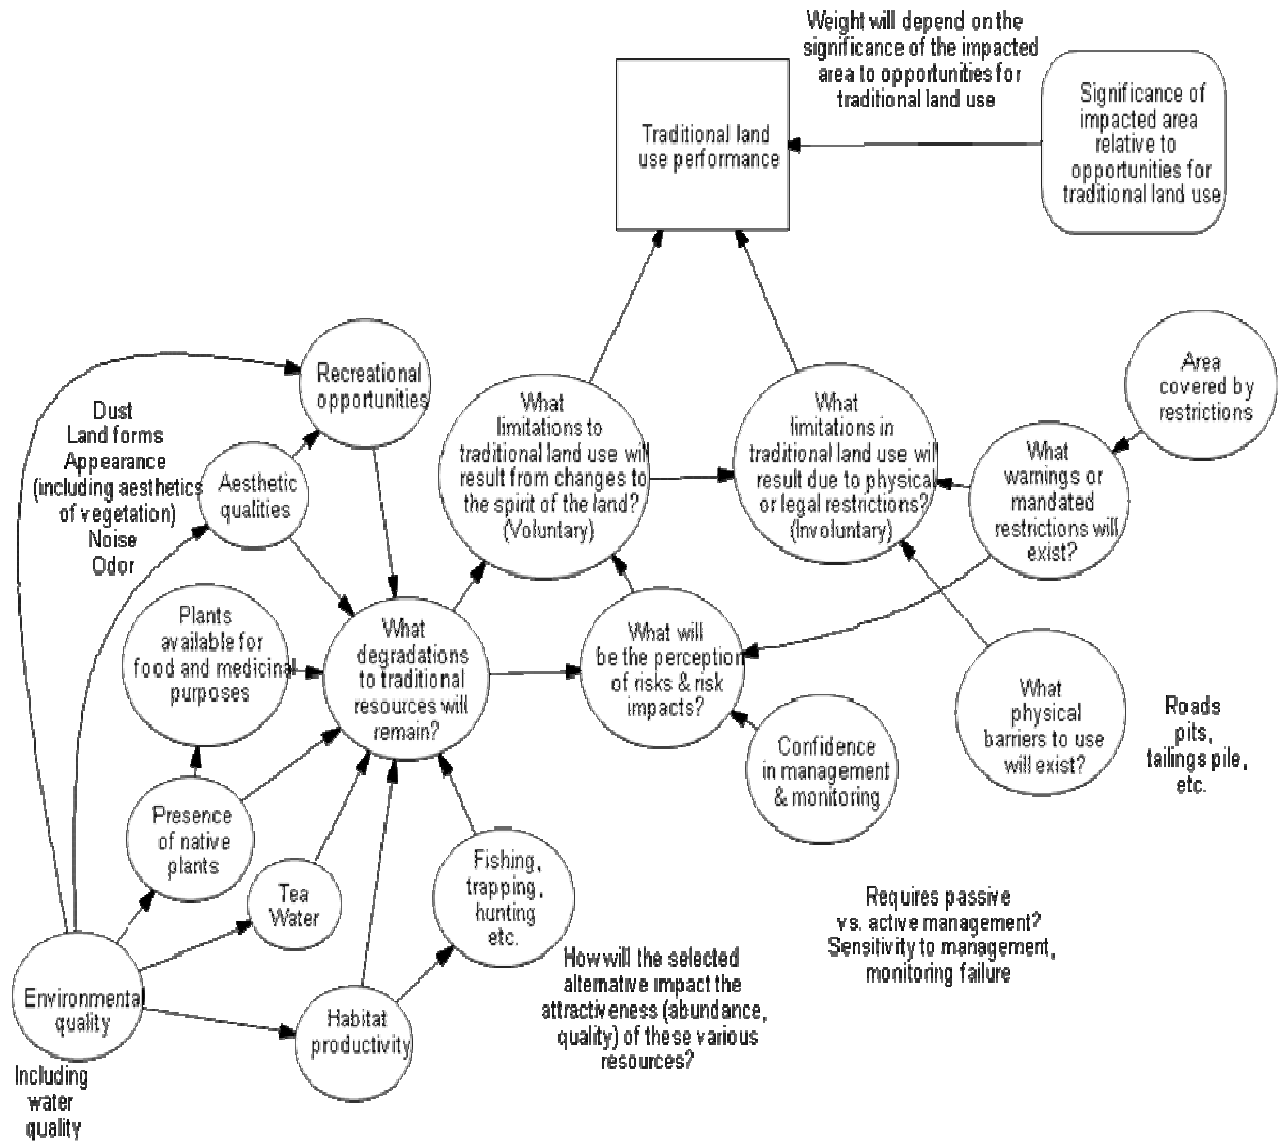 Weight will depend on the
significance of the impacted
area to opportunities for
traditional land use
Traditional land
use performance
Significance of
impacted area
relative to
opportunities for
traditional land use
Recreational
opportunities
Dust
Land forms
Appearance
(including aesthetics
of vegetation)
Noise
Odor
Aesthetic
qualities
What
limitations to
traditional land use will
result from changes to
the spirit of the land?
(Voluntary)
What
limitations in
traditional land use will
result due to physical
or legal restrictions?
(Involuntary)
What
warnings or
mandated
restrictions will
exist?
Area
covered by
restrictions
Plants
available for
food and medicinal
purposes
What
degradations
to traditional
resources will
remain?
What will
be the perception
of risks & risk
impacts?
What
physical
barriers to use
will exist?
Roads
pits,
tailings pile,
etc.
Confidence
in management
& monitoring
Presence
of native
plants
Tea
Water
Fishing,
trapping,
hunting
etc.
Requires passive
vs. active management?
Sensitivity to management,
monitoring failure
How will the selected
alternative impact the
attractiveness (abundance,
quality) of these various
resources?
Environmental
quality
Habitat
productivity
Including
water
quality